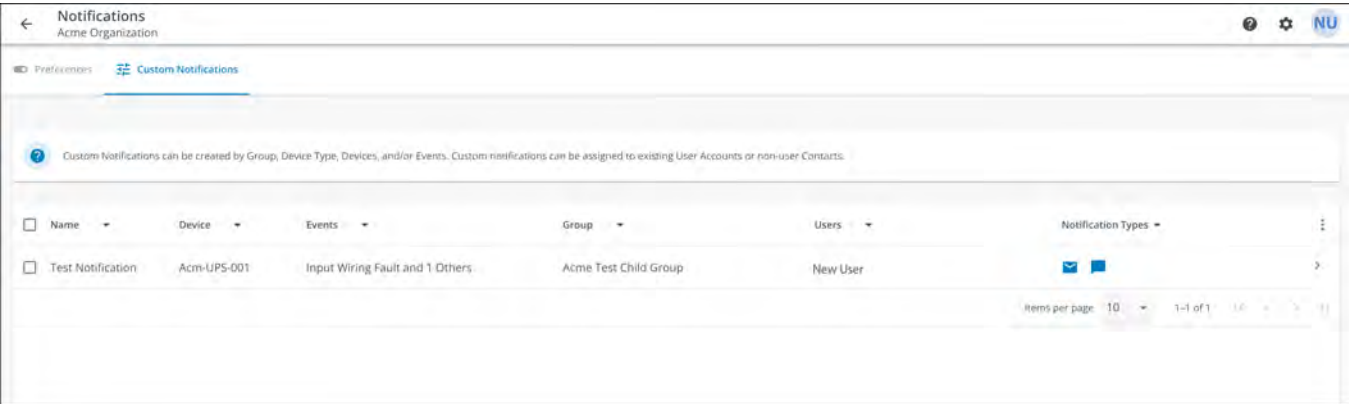 Notifications
Acme Organization
NU
Preferences
Custom Notifications
Custom Notifications can be created by Group, Device Type, Devices, and/or Events. Custom notifications can be assigned to existing User Accounts or non-user Contacts.
Name Device Events Group Users Notification Types
Test Notification Acm-UPS-001 Input Wiring Fault and 1 Others Acme Test Child Group New User
Items per page 10 1-1 of 1